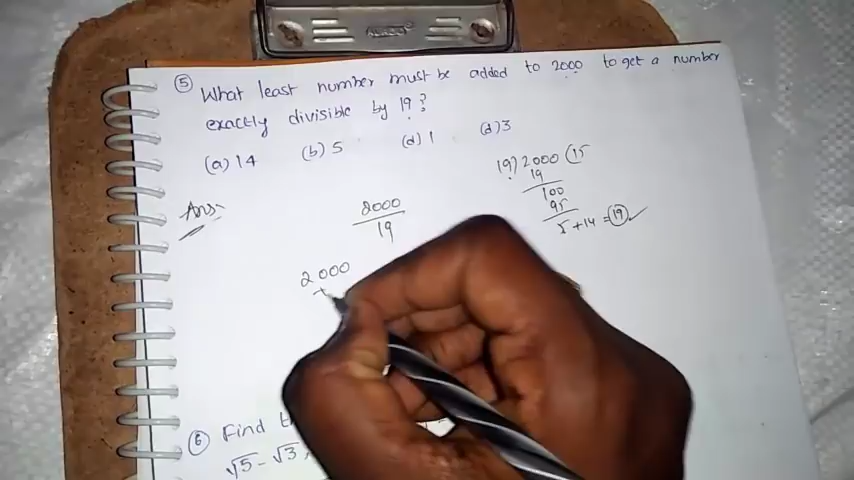 5 What least number must be added to 2000 to get a number
exactly divisible by 19?
(a) 14 (b) 5 (d) 1 (d) 3
Ans:
2000
19
19) 2000 (15
19
100
95
5 + 14 = 19 ✓
2000
+
6 Find
√5 - √3,